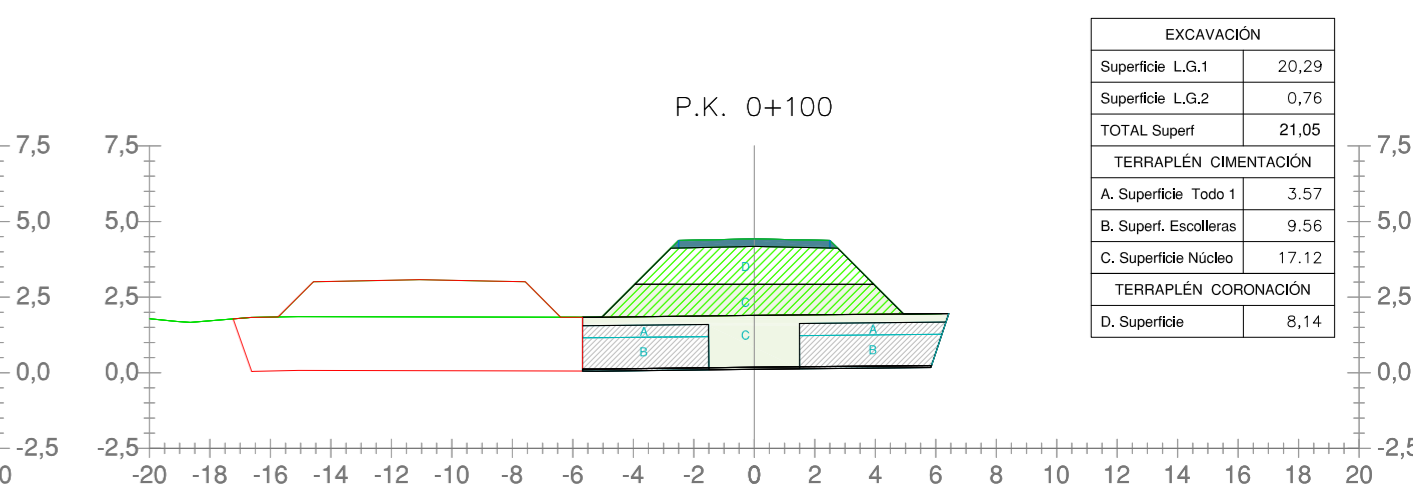 P.K. 0+100
EXCAVACIÓN
Superficie L.G.1 20,29
Superficie L.G.2 0,76
TOTAL Superf 21,05
TERRAPLÉN CIMENTACIÓN
A. Superficie Todo 1 3.57
B. Superf. Escolleras 9.56
C. Superficie Núcleo 17.12
TERRAPLÉN CORONACIÓN
D. Superficie 8,14
7,5 7,5 7,5
5,0 5,0 5,0
D
2,5 2,5 C 2,5
A C A
B B
0,0 0,0 0,0
-2,5 -2,5 -2,5
0 -20 -18 -16 -14 -12 -10 -8 -6 -4 -2 0 2 4 6 8 10 12 14 16 18 20